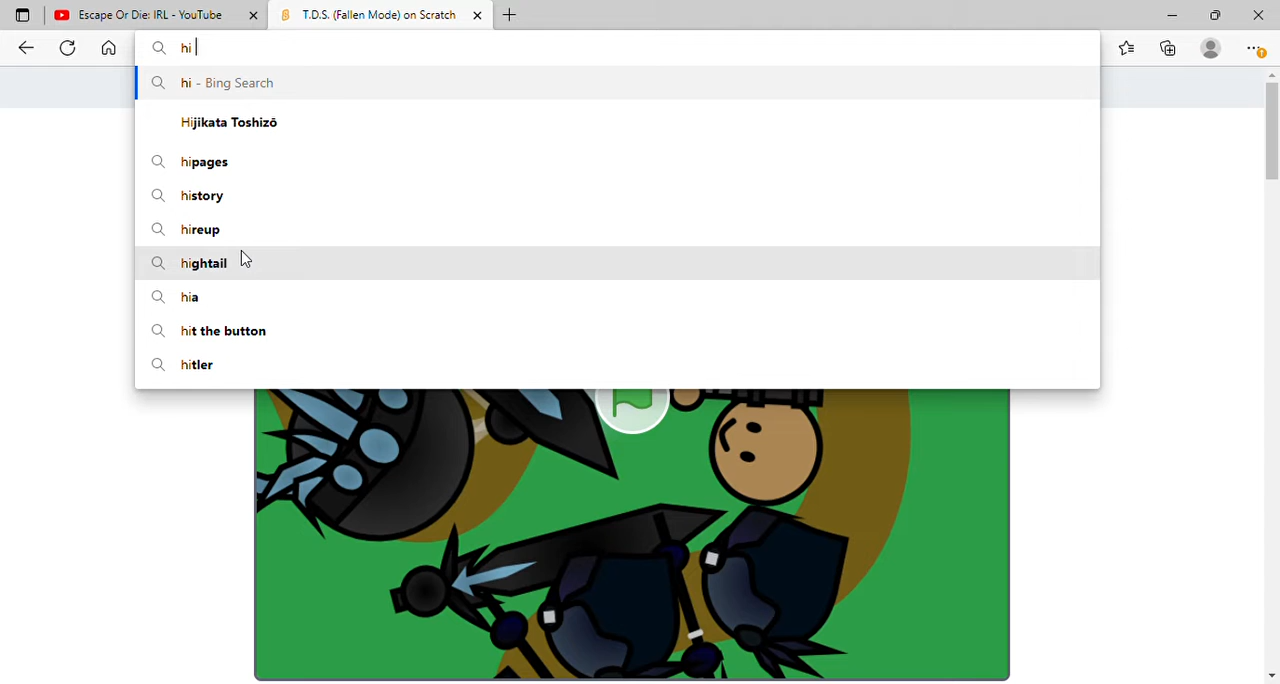 Escape Or Die: IRL - YouTube
T.D.S. (Fallen Mode) on Scratch
hi
hi - Bing Search
Hijikata Toshizō
hipages
history
hireup
hightail
hia
hit the button
hitler